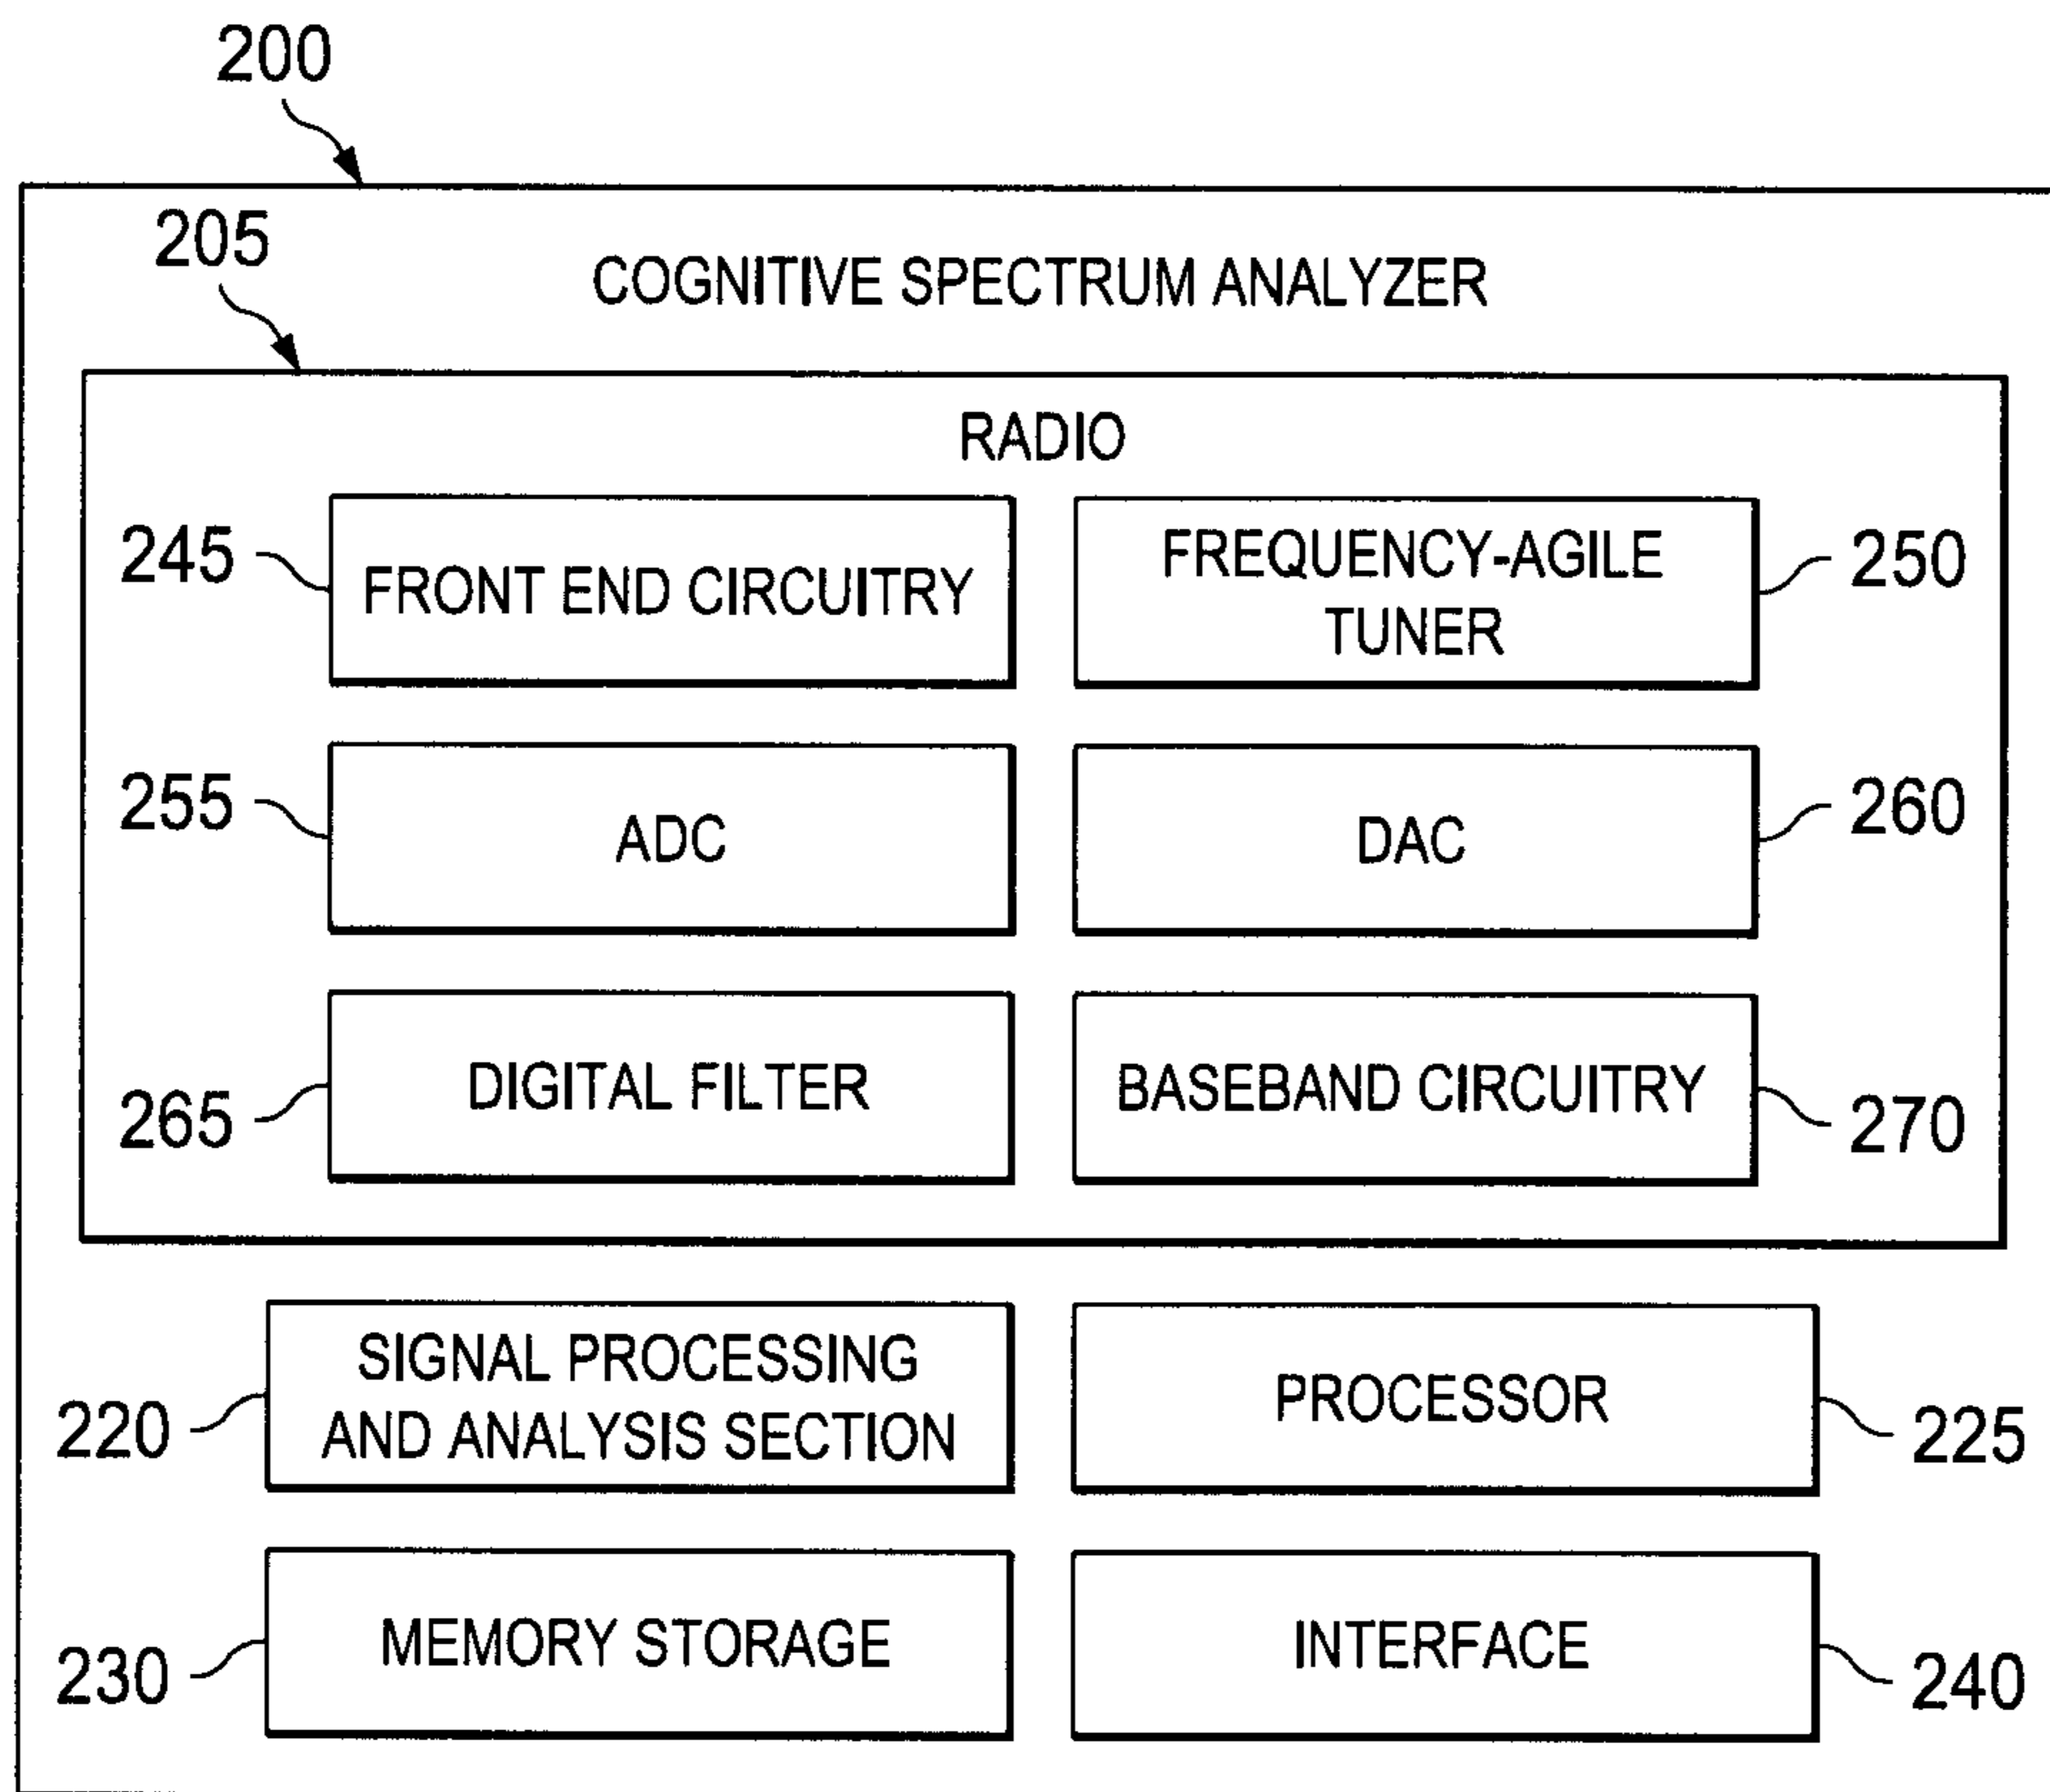 200
205
COGNITIVE SPECTRUM ANALYZER
RADIO
245
FRONT END CIRCUITRY
FREQUENCY-AGILE
TUNER
250
255
ADC
DAC
260
265
DIGITAL FILTER
BASEBAND CIRCUITRY
270
220
SIGNAL PROCESSING
AND ANALYSIS SECTION
PROCESSOR
225
230
MEMORY STORAGE
INTERFACE
240